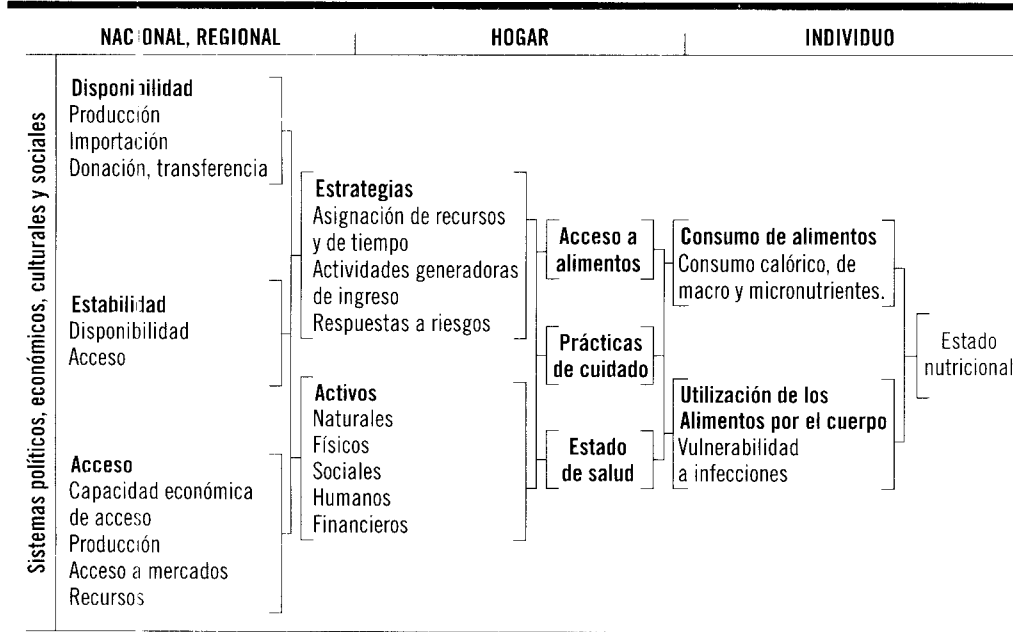 NACIONAL, REGIONAL
HOGAR
INDIVIDUO
Sistemas políticos, económicos, culturales y sociales
Disponibilidad
Producción
Importación
Donación, transferencia
Estabilidad
Disponibilidad
Acceso
Acceso
Capacidad económica
de acceso
Producción
Acceso a mercados
Recursos
Estrategias
Asignación de recursos
y de tiempo
Actividades generadoras
de ingreso
Respuestas a riesgos
Activos
Naturales
Físicos
Sociales
Humanos
Financieros
Acceso a
alimentos
Prácticas
de cuidado
Estado
de salud
Consumo de alimentos
Consumo calórico, de
macro y micronutrientes.
Utilización de los
Alimentos por el cuerpo
Vulnerabilidad
a infecciones
Estado
nutricional